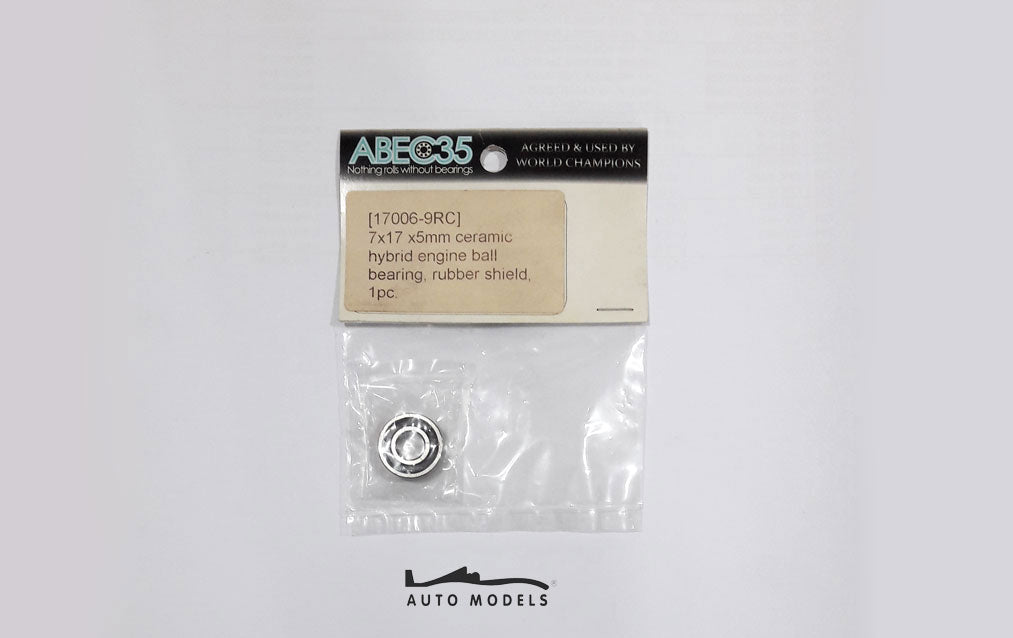 ABEC35
Nothing rolls without bearings
AGREED & USED BY
WORLD CHAMPIONS
[17006-9RC]
7x17 x5mm ceramic
hybrid engine ball
bearing, rubber shield,
1pc.
AUTO MODELS